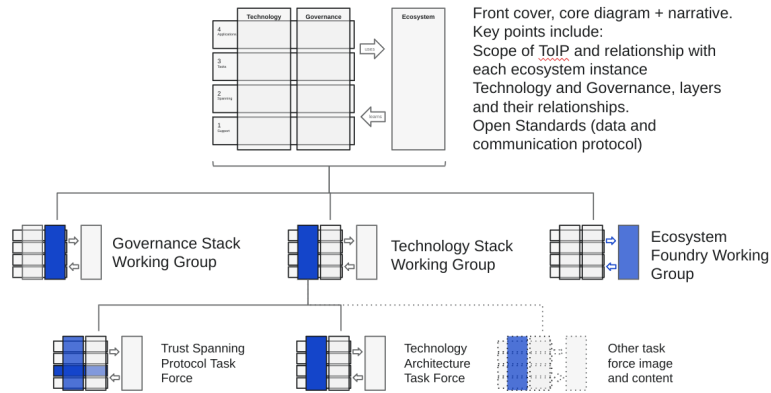 Technology
Governance
Ecosystem
4
Applications
3
Tasks
2
Spanning
1
Support
uses
Front cover, core diagram + narrative.
Key points include:
Scope of ToIP and relationship with
each ecosystem instance
Technology and Governance, layers
and their relationships.
Open Standards (data and
communication protocol)
Governance Stack
Working Group
Technology Stack
Working Group
Ecosystem
Foundry Working
Group
Trust Spanning
Protocol Task
Force
Technology
Architecture
Task Force
Other task
force image
and content